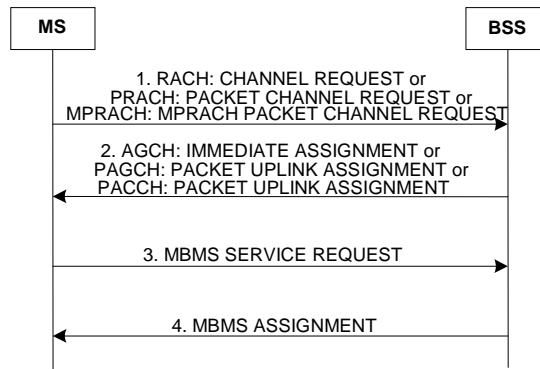 MS
BSS
1. RACH: CHANNEL REQUEST or
PRACH: PACKET CHANNEL REQUEST or
MPRACH: MPRACH PACKET CHANNEL REQUEST
2. AGCH: IMMEDIATE ASSIGNMENT or
PAGCH: PACKET UPLINK ASSIGNMENT or
PACCH: PACKET UPLINK ASSIGNMENT
3. MBMS SERVICE REQUEST
4. MBMS ASSIGNMENT